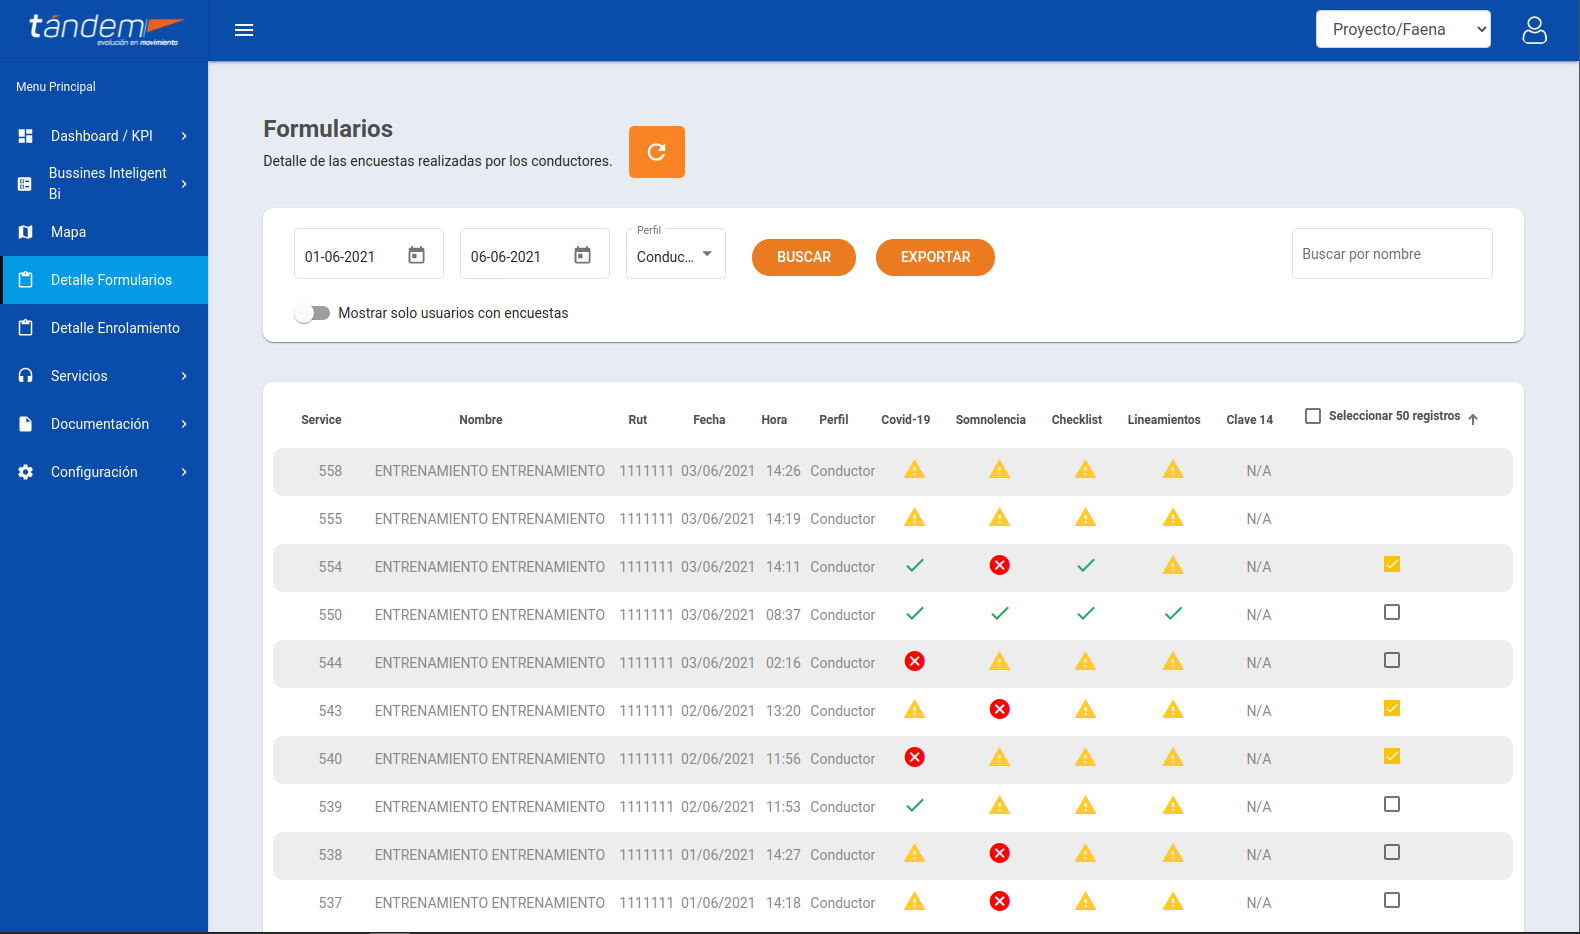 tándem
evolución en movimiento
Proyecto/Faena
Menu Principal
Dashboard / KPI
Bussines Inteligent
Bi
Mapa
Detalle Formularios
Detalle Enrolamiento
Servicios
Documentación
Configuración
Formularios
Detalle de las encuestas realizadas por los conductores.
01-06-2021
06-06-2021
Perfil
Conduc...
BUSCAR
EXPORTAR
Buscar por nombre
Mostrar solo usuarios con encuestas
Service Nombre Rut Fecha Hora Perfil Covid-19 Somnolencia Checklist Lineamientos Clave 14 Seleccionar 50 registros
558 ENTRENAMIENTO ENTRENAMIENTO 1111111 03/06/2021 14:26 Conductor N/A
555 ENTRENAMIENTO ENTRENAMIENTO 1111111 03/06/2021 14:19 Conductor N/A
554 ENTRENAMIENTO ENTRENAMIENTO 1111111 03/06/2021 14:11 Conductor N/A
550 ENTRENAMIENTO ENTRENAMIENTO 1111111 03/06/2021 08:37 Conductor N/A
544 ENTRENAMIENTO ENTRENAMIENTO 1111111 03/06/2021 02:16 Conductor N/A
543 ENTRENAMIENTO ENTRENAMIENTO 1111111 02/06/2021 13:20 Conductor N/A
540 ENTRENAMIENTO ENTRENAMIENTO 1111111 02/06/2021 11:56 Conductor N/A
539 ENTRENAMIENTO ENTRENAMIENTO 1111111 02/06/2021 11:53 Conductor N/A
538 ENTRENAMIENTO ENTRENAMIENTO 1111111 01/06/2021 14:27 Conductor N/A
537 ENTRENAMIENTO ENTRENAMIENTO 1111111 01/06/2021 14:18 Conductor N/A